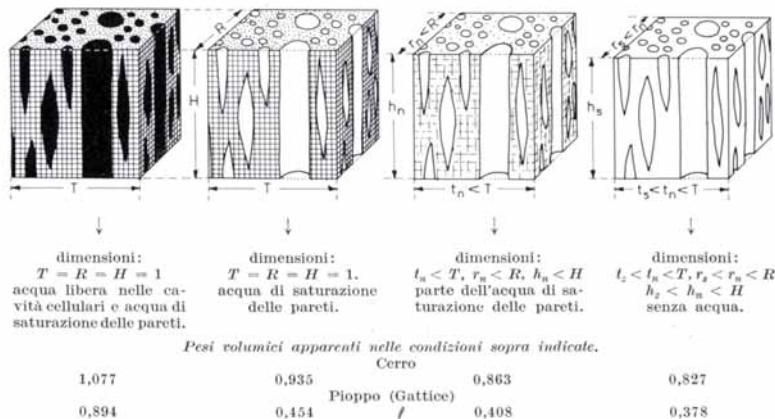 R
r_n < R
r_s < r_n < R
H
h_n
h_s
T
T
t_n < T
t_s < t_n < T
dimensioni:
T = R = H = 1
acqua libera nelle ca-
vità cellulari e acqua di
saturazione delle pareti.
dimensioni:
T = R = H = 1.
acqua di saturazione
delle pareti.
dimensioni:
t_n < T, r_n < R, h_n < H
parte dell'acqua di sa-
turazione delle pareti.
dimensioni:
t_s < t_n < T, r_s < r_n < R
h_s < h_n < H
senza acqua.
Pesi volumici apparenti nelle condizioni sopra indicate.
Cerro
1,077 0,935 0,863 0,827
Pioppo (Gattice)
0,894 0,454 0,408 0,378